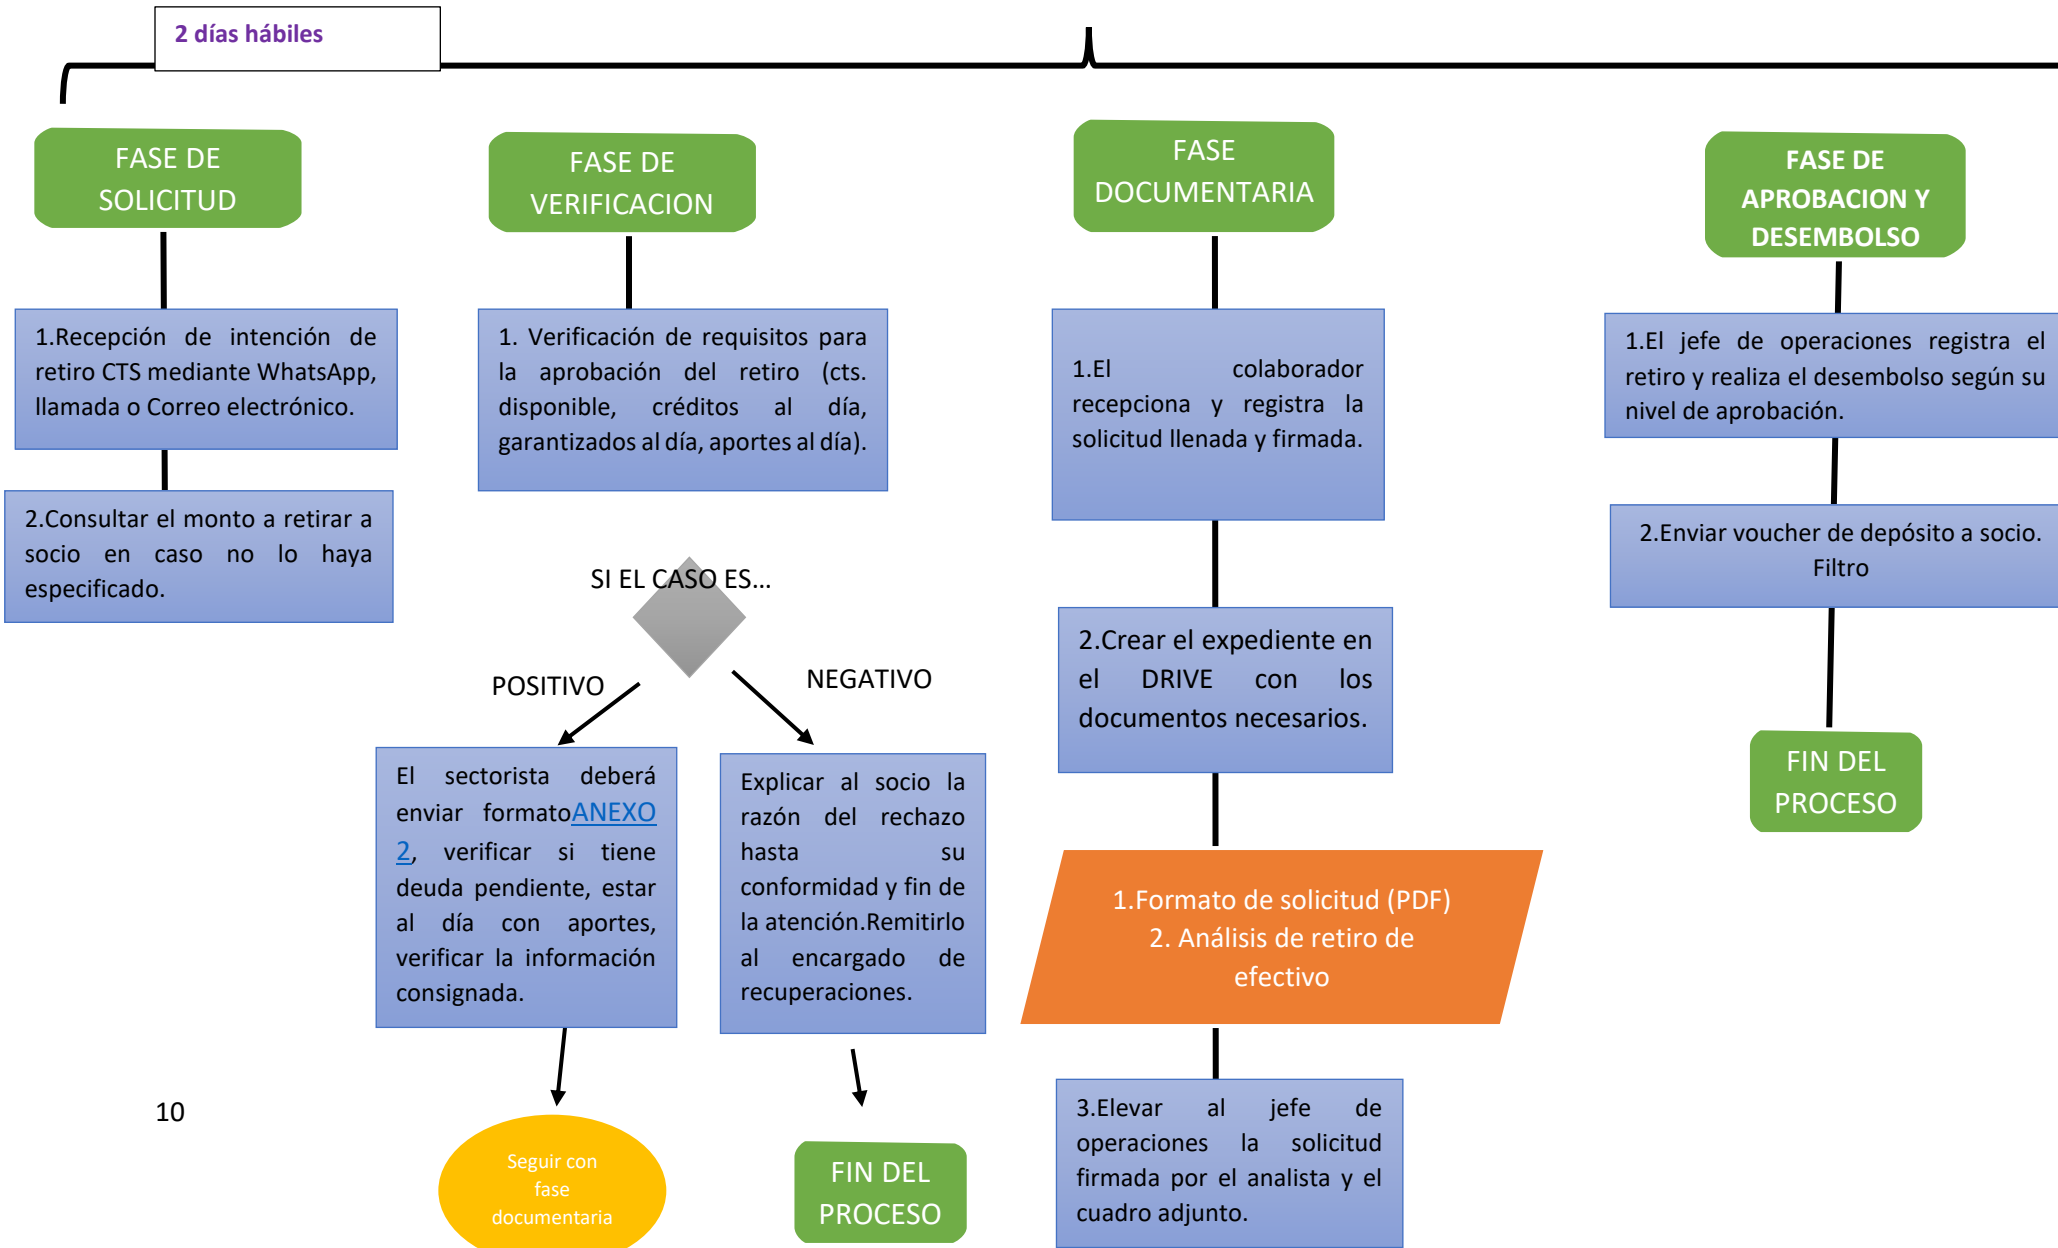 2 días hábiles
FASE DE
SOLICITUD
1.Recepción de intención de
retiro CTS mediante WhatsApp,
llamada o Correo electrónico.
2.Consultar el monto a retirar a
socio en caso no lo haya
especificado.
FASE DE
VERIFICACION
1. Verificación de requisitos para
la aprobación del retiro (cts.
disponible, créditos al día,
garantizados al día, aportes al día).
SI EL CASO ES...
POSITIVO
NEGATIVO
El sectorista deberá
enviar formatoANEXO
2, verificar si tiene
deuda pendiente, estar
al día con aportes,
verificar la información
consignada.
Explicar al socio la
razón del rechazo
hasta su
conformidad y fin de
la atención.Remitirlo
al encargado de
recuperaciones.
Seguir con
fase
documentaria
FIN DEL
PROCESO
FASE
DOCUMENTARIA
1.El colaborador
recepciona y registra la
solicitud llenada y firmada.
2.Crear el expediente en
el DRIVE con los
documentos necesarios.
1.Formato de solicitud (PDF)
2. Análisis de retiro de
efectivo
3.Elevar al jefe de
operaciones la solicitud
firmada por el analista y el
cuadro adjunto.
FASE DE
APROBACION Y
DESEMBOLSO
1.El jefe de operaciones registra el
retiro y realiza el desembolso según su
nivel de aprobación.
2.Enviar voucher de depósito a socio.
Filtro
FIN DEL
PROCESO
10